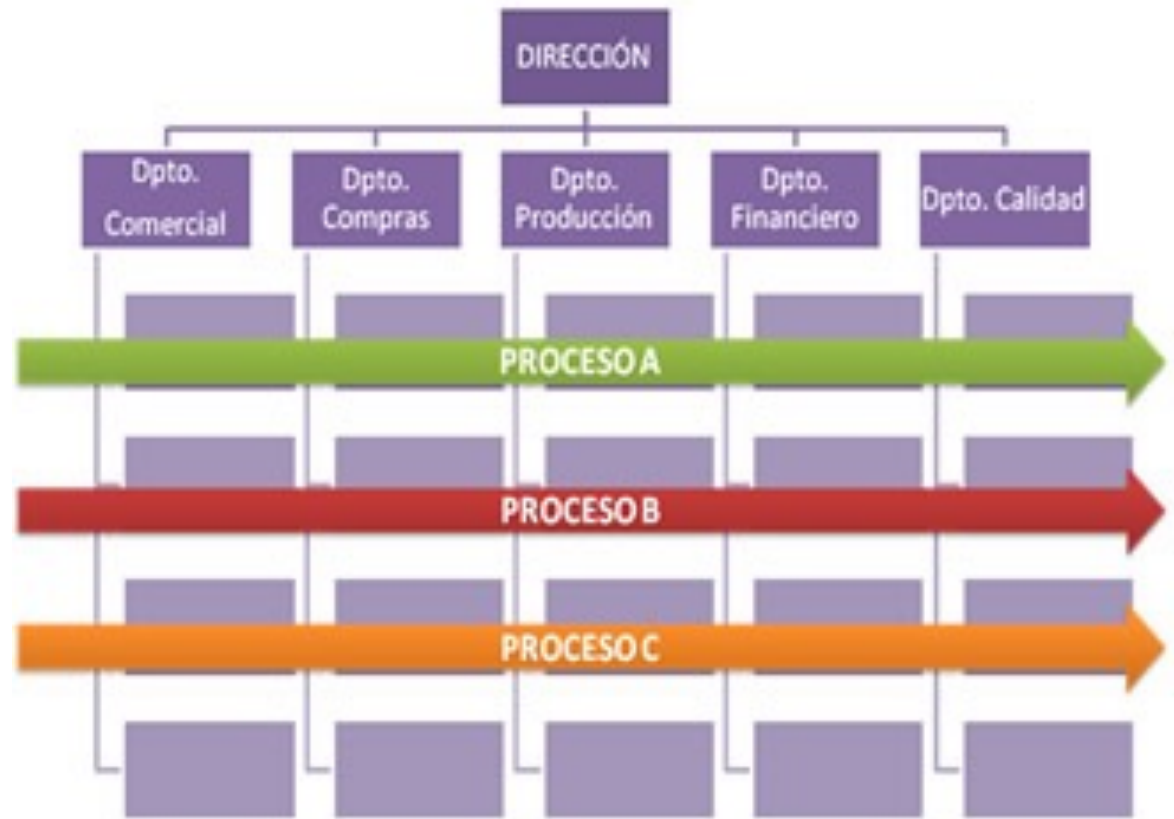 DIRECCIÓN
Dpto.
Comercial
Dpto.
Compras
Dpto.
Producción
Dpto.
Financiero
Dpto. Calidad
PROCESO A
PROCESO B
PROCESO C